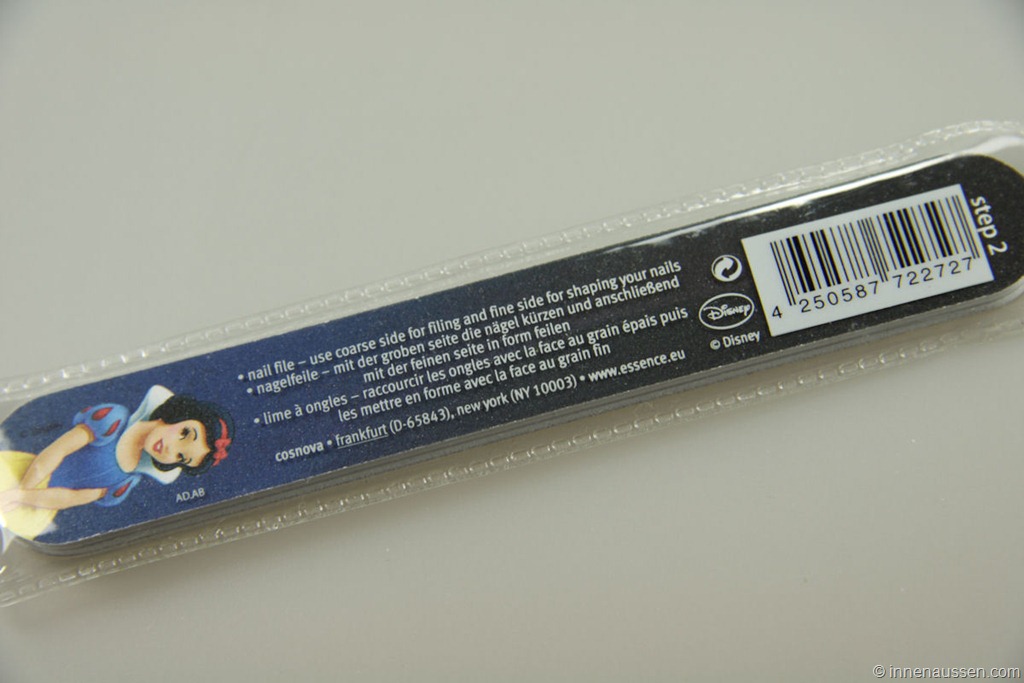 • nail file – use coarse side for filing and fine side for shaping your nails
• nagelfeile – mit der groben seite die nägel kürzen und anschließend
mit der feinen seite in form feilen
• lime à ongles – raccourcir les ongles avec la face au grain épais puis
les mettre en forme avec la face au grain fin
cosnova • frankfurt (D-65843), new york (NY 10003) • www.essence.eu
AD.AB
Disney
© Disney
4 250587 722727
step 2
© innenaussen.com